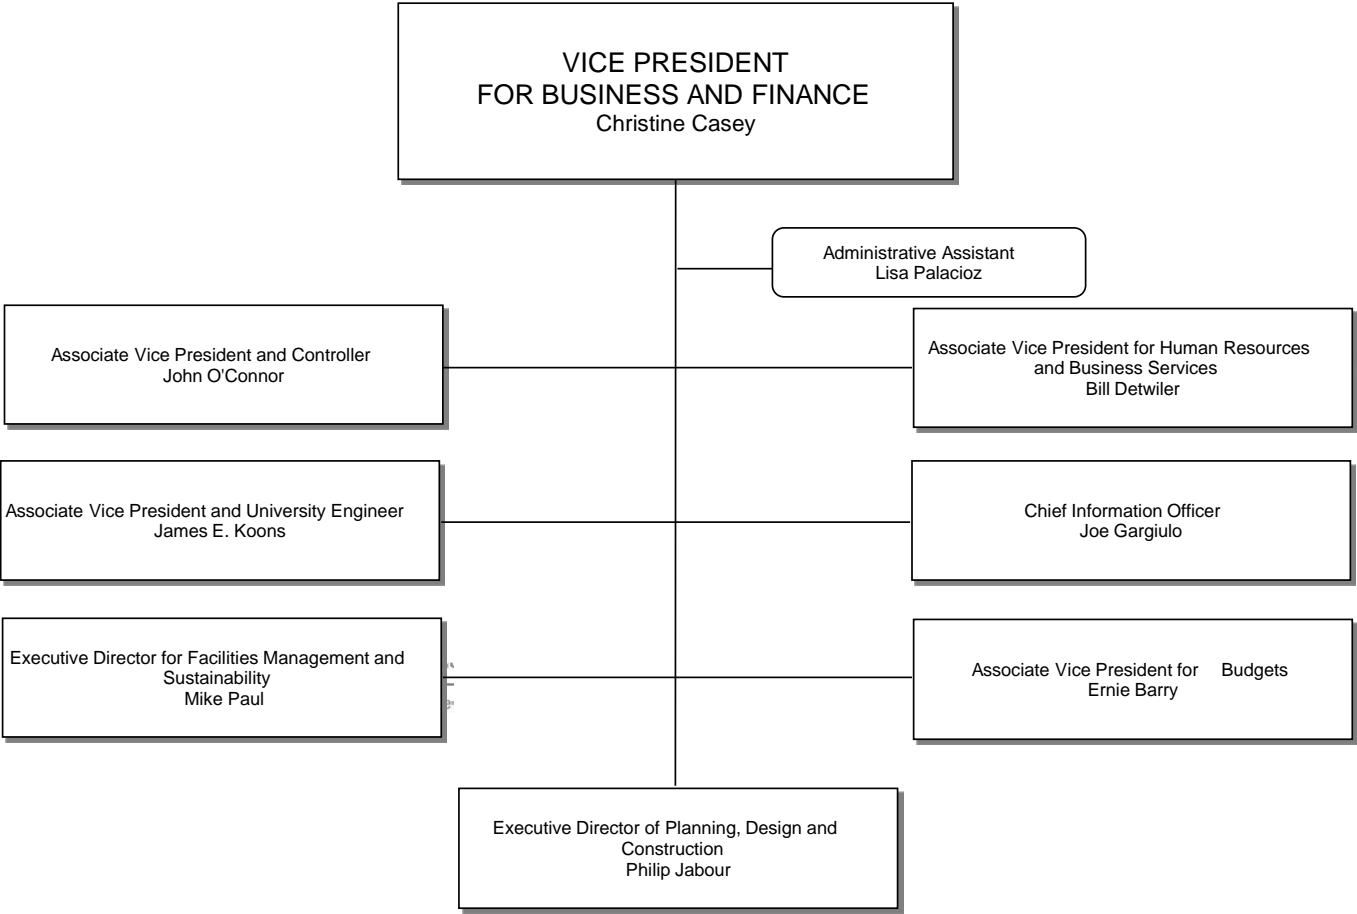 VICE PRESIDENT
FOR BUSINESS AND FINANCE
Christine Casey
Administrative Assistant
Lisa Palacioz
Associate Vice President and Controller
John O'Connor
Associate Vice President for Human Resources
and Business Services
Bill Detwiler
Associate Vice President and University Engineer
James E. Koons
Chief Information Officer
Joe Gargiulo
Executive Director for Facilities Management and
Sustainability
Mike Paul
Associate Vice President for Budgets
Ernie Barry
Executive Director of Planning, Design and
Construction
Philip Jabour